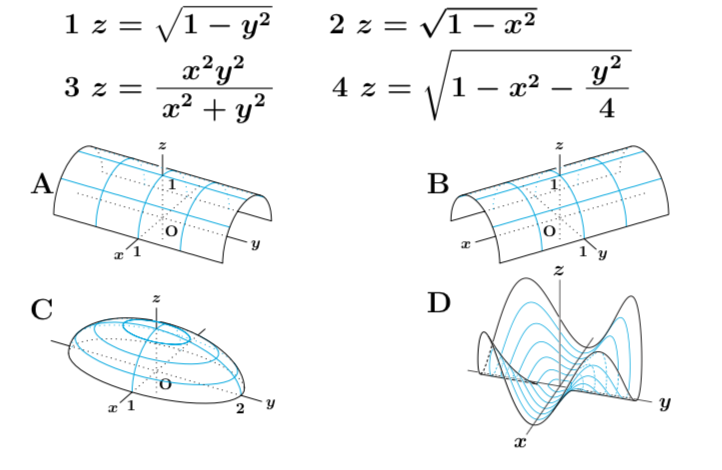 1 z = √(1 − y²)    2 z = √(1 − x²)
3 z = x²y² / (x² + y²)    4 z = √(1 − x² − y²/4)
A z 1 O x 1 y
B z 1 O x 1 y
C z O x 1 2 y
D z x y